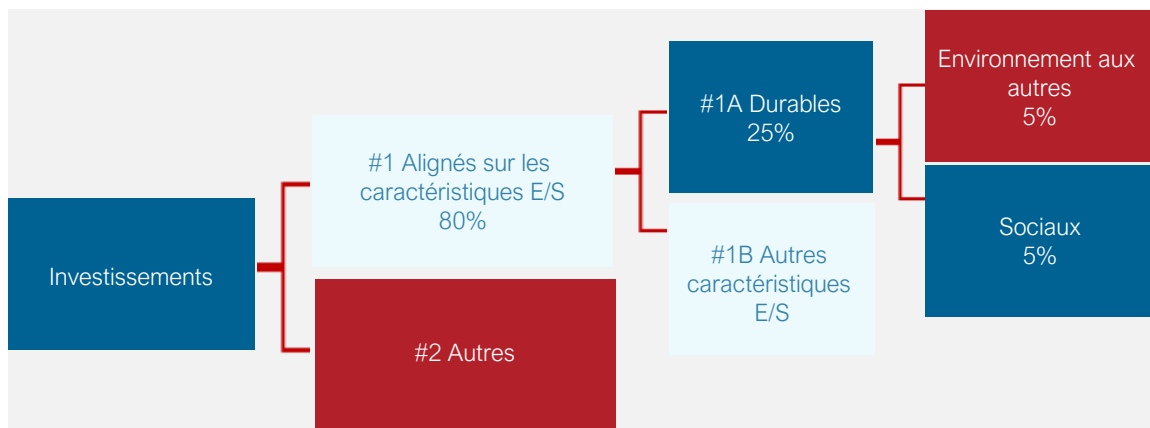 Investissements
#1 Alignés sur les
caractéristiques E/S
80%
#2 Autres
#1A Durables
25%
#1B Autres
caractéristiques
E/S
Environnement aux
autres
5%
Sociaux
5%